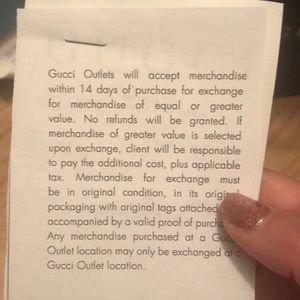 Gucci Outlets will accept merchandise
within 14 days of purchase for exchange
for merchandise of equal or greater
value. No refunds will be granted. If
merchandise of greater value is selected
upon exchange, client will be responsible
to pay the additional cost, plus applicable
tax. Merchandise for exchange must
be in original condition, in its original
packaging with original tags attached
accompanied by a valid proof of
Any merchandise purchased at a
Outlet location may only be exchanged at a
Gucci Outlet location.